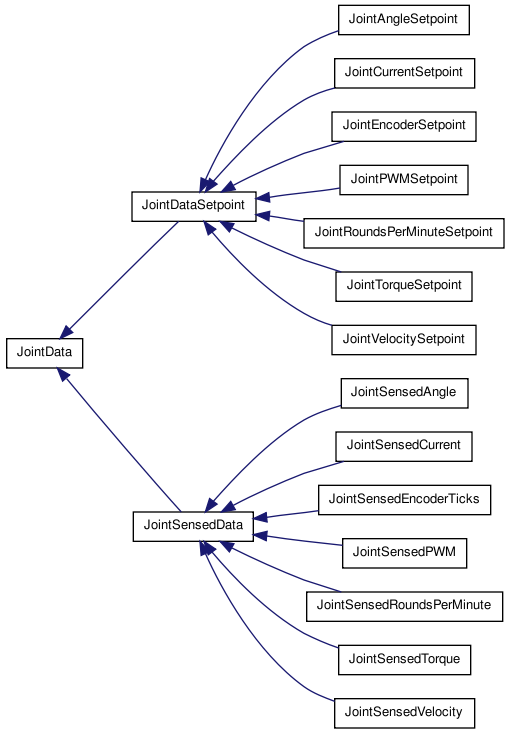 JointAngleSetpoint
JointCurrentSetpoint
JointEncoderSetpoint
JointPWMSetpoint
JointDataSetpoint
JointRoundsPerMinuteSetpoint
JointTorqueSetpoint
JointVelocitySetpoint
JointData
JointSensedAngle
JointSensedCurrent
JointSensedEncoderTicks
JointSensedData
JointSensedPWM
JointSensedRoundsPerMinute
JointSensedTorque
JointSensedVelocity